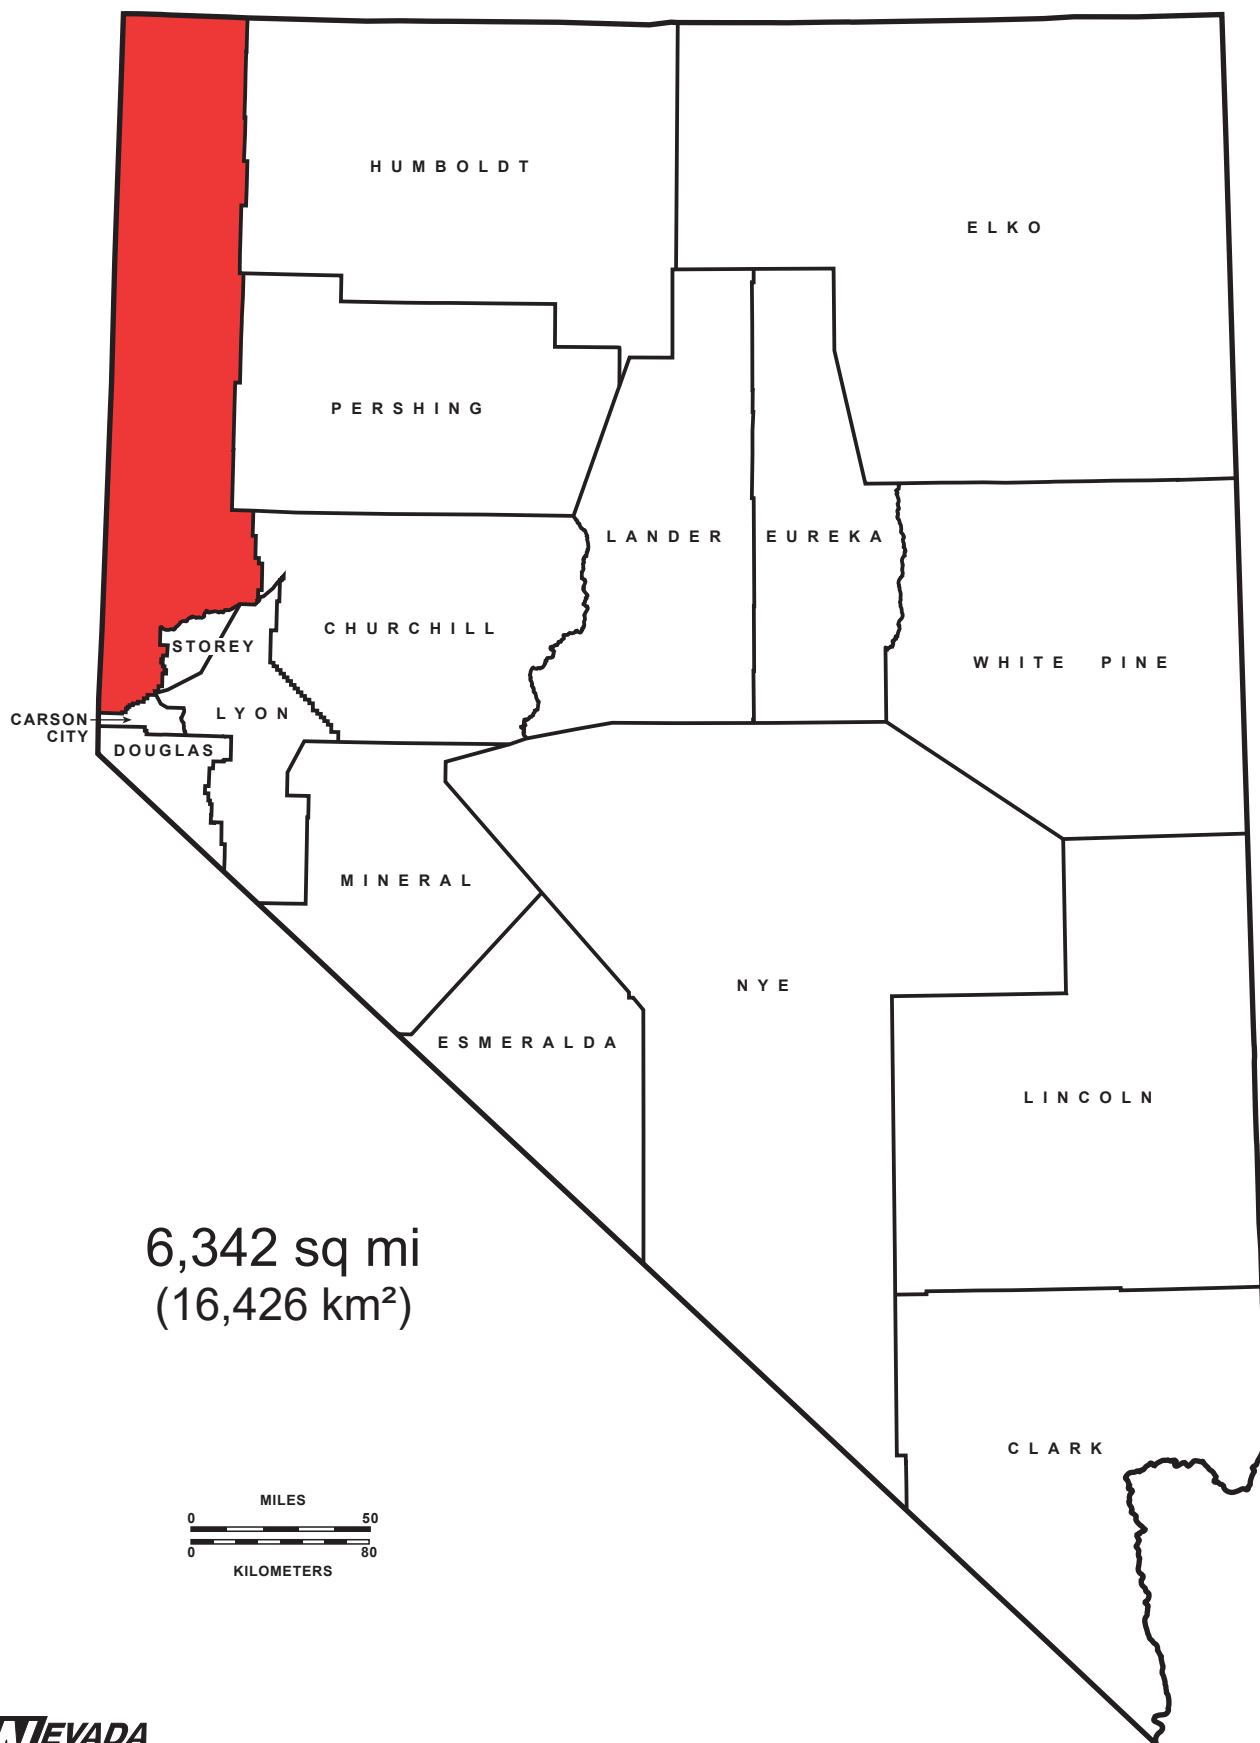 HUMBOLDT
ELKO
PERSHING
LANDER
EUREKA
CHURCHILL
STOREY
WHITE PINE
CARSON
CITY
LYON
DOUGLAS
MINERAL
NYE
ESMERALDA
LINCOLN
6,342 sq mi
(16,426 km²)
CLARK
MILES
0 50
0 80
KILOMETERS
NEVADA